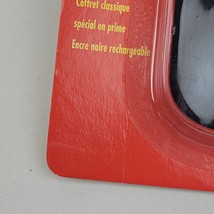 Coffret classique
spécial en prime
Encre noire rechargeable